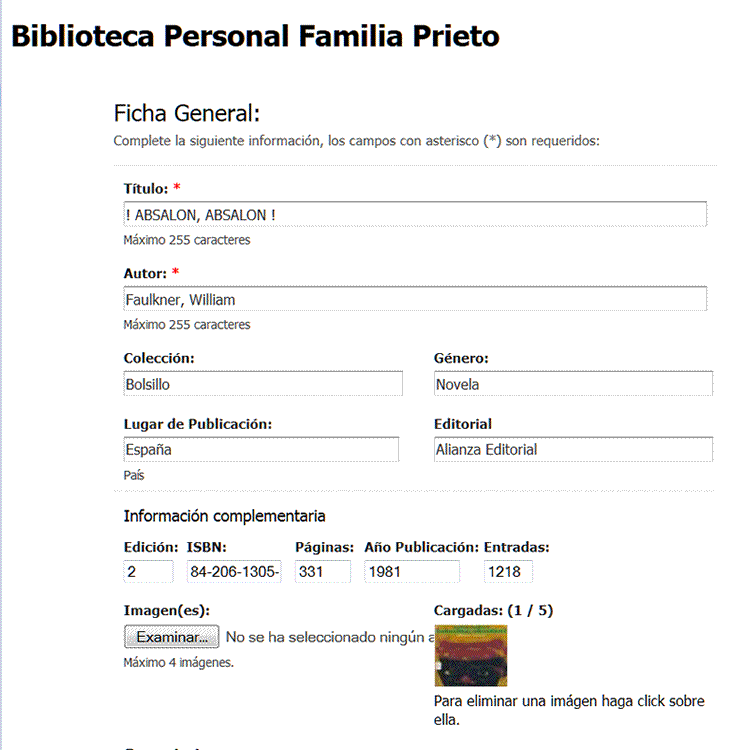 Biblioteca Personal Familia Prieto
Ficha General:
Complete la siguiente información, los campos con asterisco (*) son requeridos:
Título: *
! ABSALON, ABSALON !
Máximo 255 caracteres
Autor: *
Faulkner, William
Máximo 255 caracteres
Colección: Género:
Bolsillo Novela
Lugar de Publicación: Editorial
España Alianza Editorial
País
Información complementaria
Edición: ISBN: Páginas: Año Publicación: Entradas:
2 84-206-1305- 331 1981 1218
Imagen(es): Cargadas: (1 / 5)
Examinar... No se ha seleccionado ningún a
Máximo 4 imágenes.
Para eliminar una imágen haga click sobre
ella.